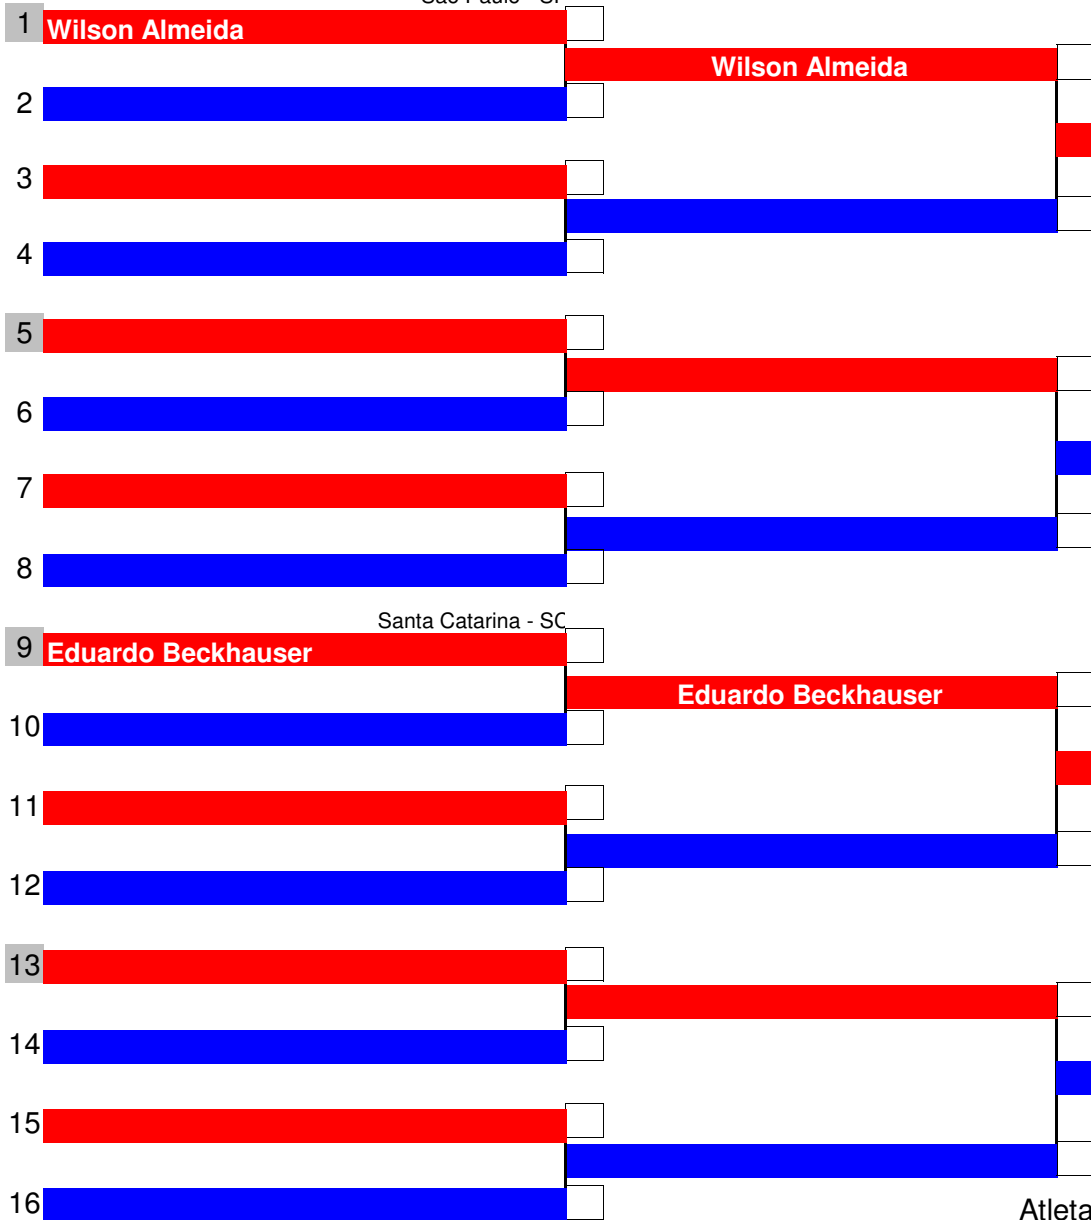 1 Wilson Almeida
Wilson Almeida
2
3
4
5
6
7
8
Santa Catarina - SC
9 Eduardo Beckhauser
Eduardo Beckhauser
10
11
12
13
14
15
16
Atleta